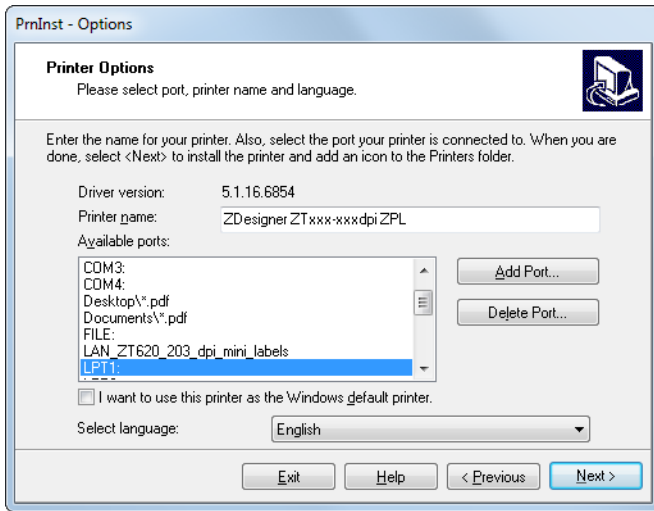 PrnInst - Options
Printer Options
Please select port, printer name and language.
Enter the name for your printer. Also, select the port your printer is connected to. When you are
done, select <Next> to install the printer and add an icon to the Printers folder.
Driver version: 5.1.16.6854
Printer name: ZDesigner ZTxxx-xxxdpi ZPL
Available ports:
COM3:
COM4:
Desktop\*.pdf
Documents\*.pdf
FILE:
LAN_ZT620_203_dpi_mini_labels
LPT1:
Add Port...
Delete Port...
I want to use this printer as the Windows default printer.
Select language: English
Exit Help < Previous Next >